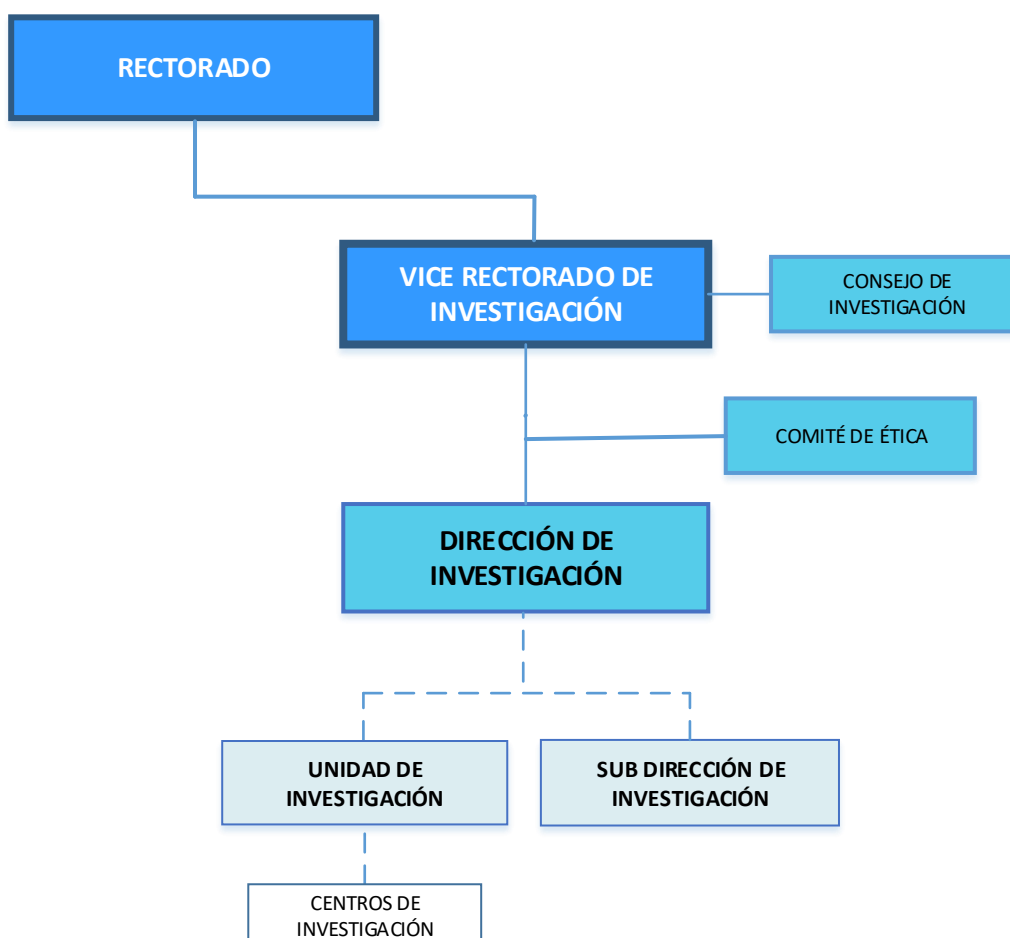 RECTORADO
VICE RECTORADO DE
INVESTIGACIÓN
CONSEJO DE
INVESTIGACIÓN
COMITÉ DE ÉTICA
DIRECCIÓN DE
INVESTIGACIÓN
UNIDAD DE
INVESTIGACIÓN
SUB DIRECCIÓN DE
INVESTIGACIÓN
CENTROS DE
INVESTIGACIÓN